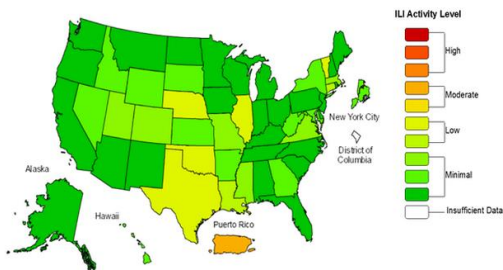 ILI Activity Level
High
Moderate
Low
Minimal
Insufficient Data
New York City
District of
Columbia
Alaska
Hawaii
Puerto Rico